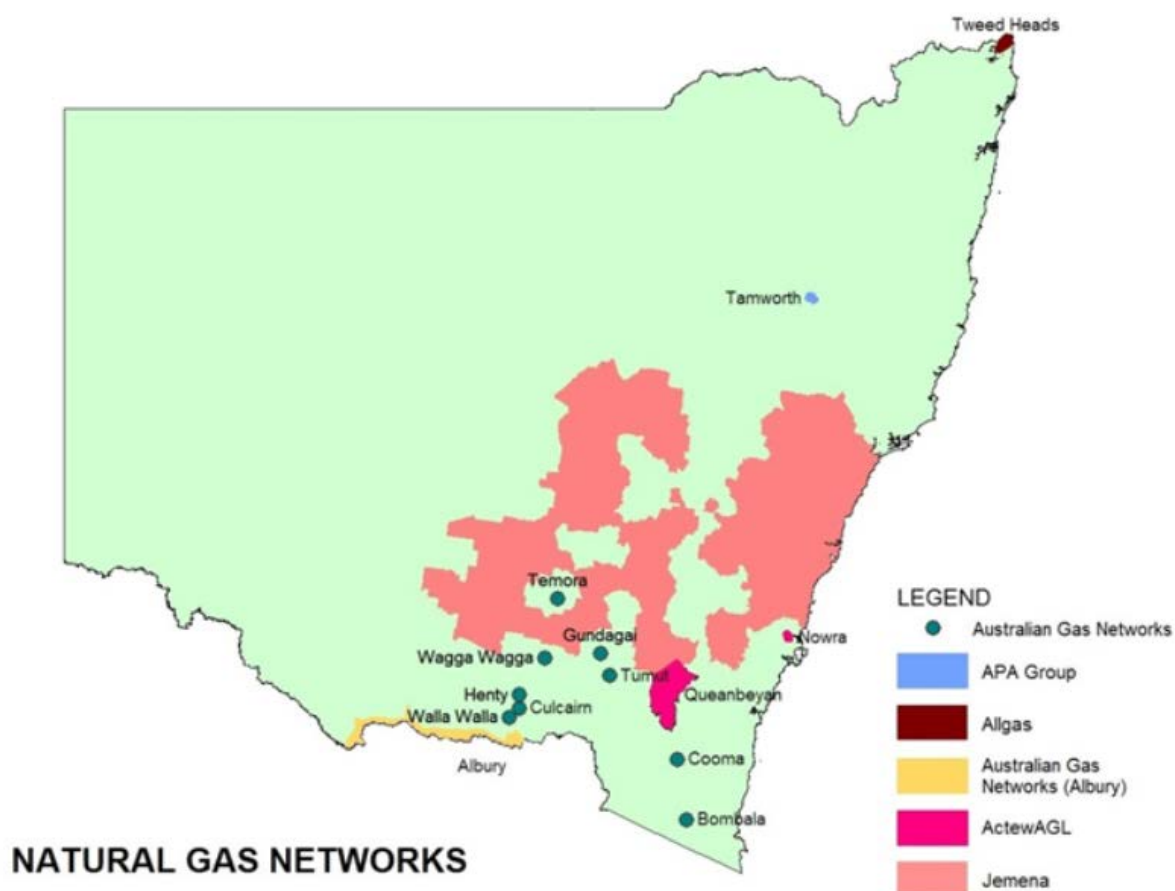 Tweed Heads
Tamworth
Temora
Gundagai
Nowra
Wagga Wagga
Tumut
Queanbeyan
Henty
Culcairn
Walla Walla
Albury
Cooma
Bombala
LEGEND
Australian Gas Networks
APA Group
Allgas
Australian Gas
Networks (Albury)
ActewAGL
Jemena
NATURAL GAS NETWORKS